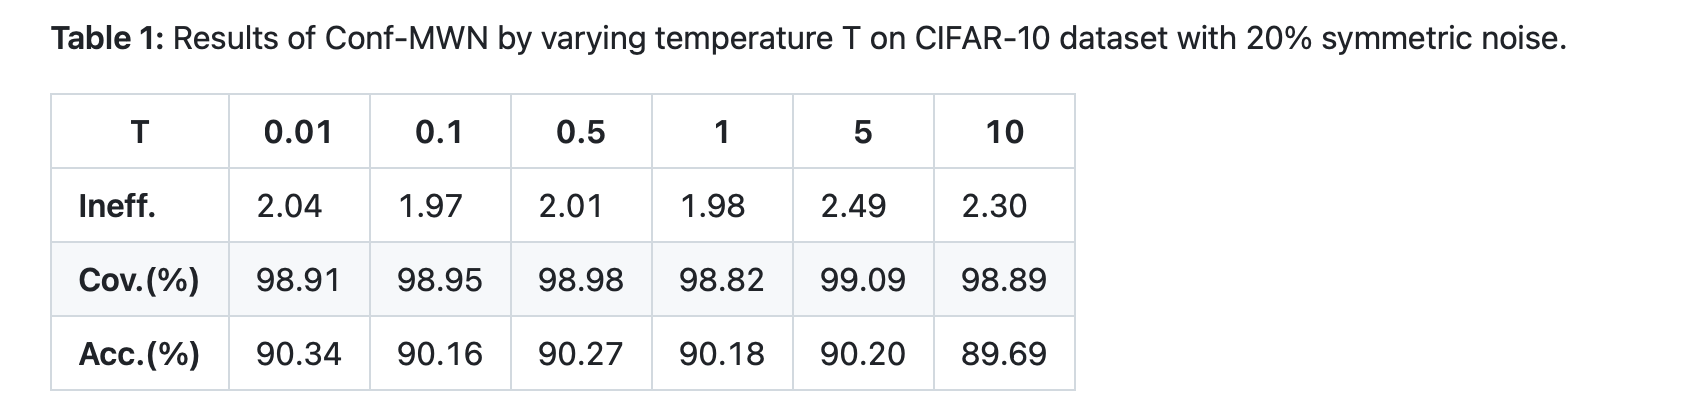 Table 1: Results of Conf-MWN by varying temperature T on CIFAR-10 dataset with 20% symmetric noise.
T 0.01 0.1 0.5 1 5 10
Ineff. 2.04 1.97 2.01 1.98 2.49 2.30
Cov.(%) 98.91 98.95 98.98 98.82 99.09 98.89
Acc.(%) 90.34 90.16 90.27 90.18 90.20 89.69